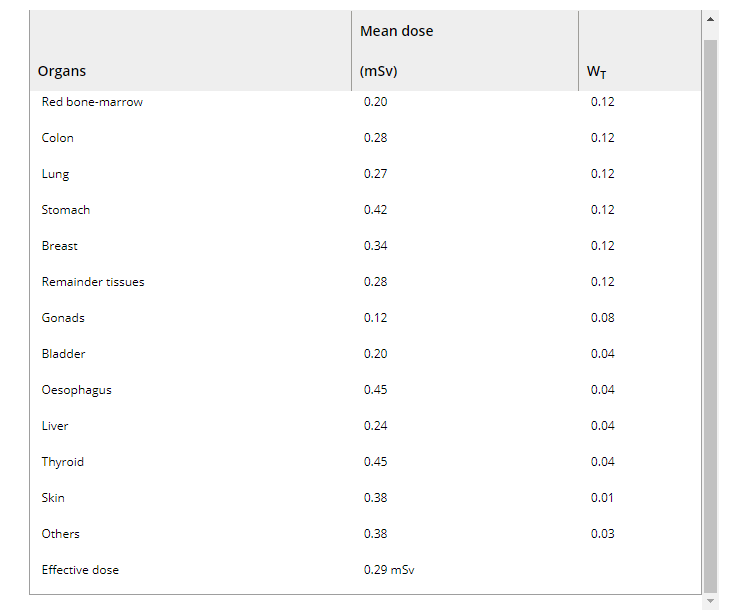 Mean dose
Organs (mSv) WT
Red bone-marrow 0.20 0.12
Colon 0.28 0.12
Lung 0.27 0.12
Stomach 0.42 0.12
Breast 0.34 0.12
Remainder tissues 0.28 0.12
Gonads 0.12 0.08
Bladder 0.20 0.04
Oesophagus 0.45 0.04
Liver 0.24 0.04
Thyroid 0.45 0.04
Skin 0.38 0.01
Others 0.38 0.03
Effective dose 0.29 mSv